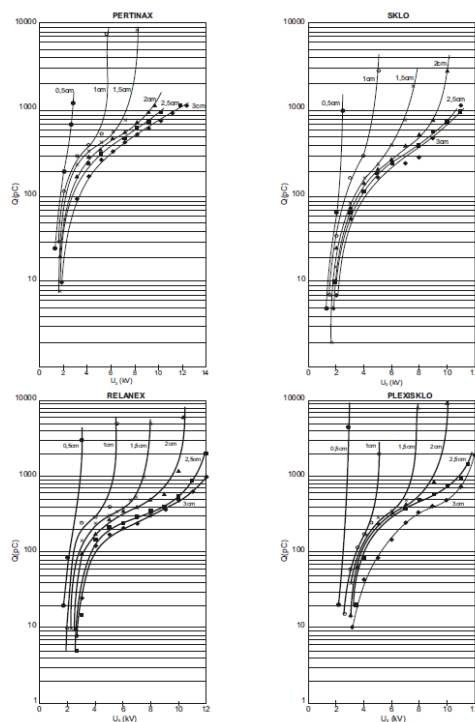 PERTINAX
10000
1000
100
10
Q (pC)
0,5cm
1cm
1,5cm
2cm
2,5cm
3cm
0 2 4 6 8 10 12 14
(kV)
SKLO
10000
1000
100
10
Q (pC)
0,5cm
1cm
1,5cm
2cm
2,5cm
3cm
0 2 4 6 8 10
(kV)
RELANEX
10000
1000
100
10
1
Q(pC)
0,5cm
1cm
1,5cm
2cm
2,5cm
3cm
0 2 4 6 8 10 12
(kV)
PLEXISKLO
10000
1000
100
10
1
Q(pC)
0,5cm
1cm
1,5cm
2cm
2,5cm
3cm
0 2 4 6 8 10
(kV)